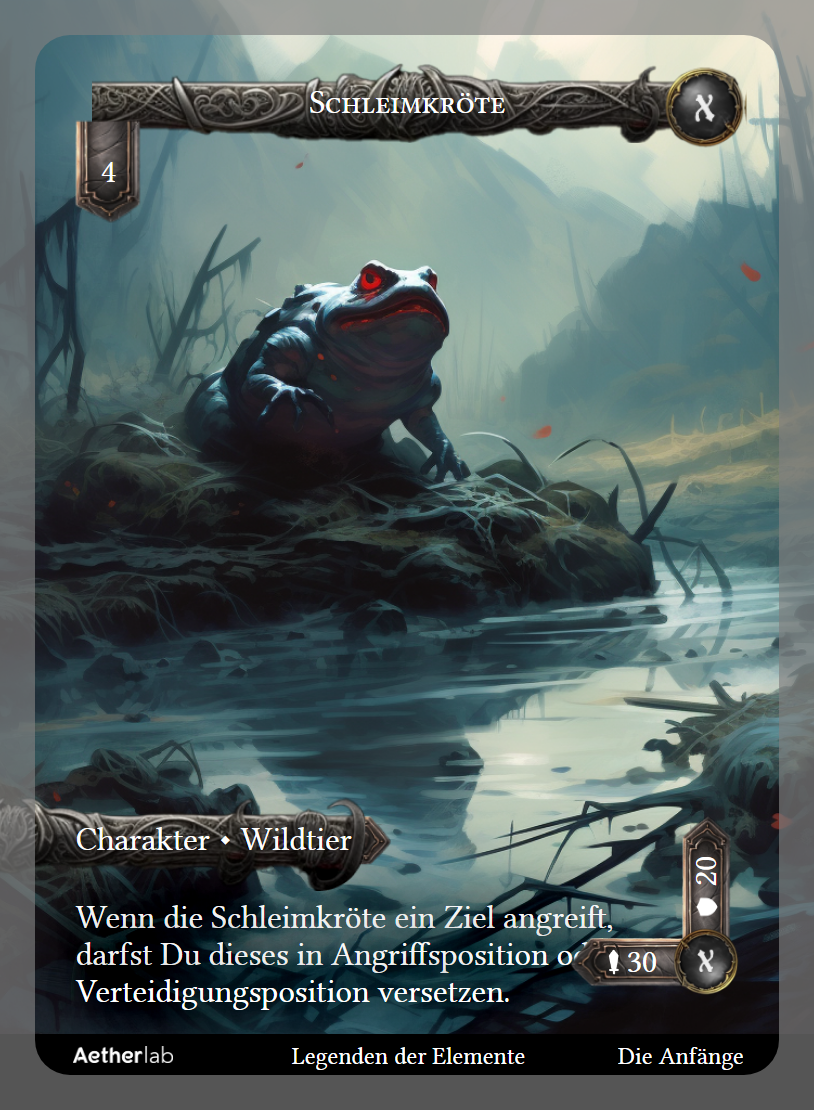 Schleimkröte
4
Charakter • Wildtier
20
Wenn die Schleimkröte ein Ziel angreift,
darfst Du dieses in Angriffsposition
30
Verteidigungsposition versetzen.
Aetherlab Legenden der Elemente Die Anfänge